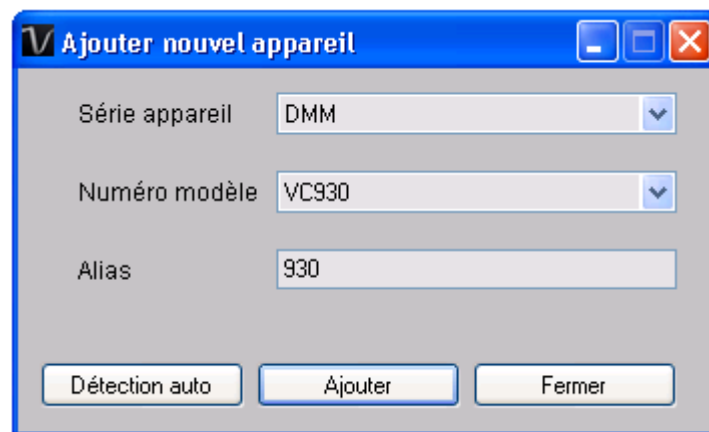 Ajouter nouvel appareil
Série appareil DMM
Numéro modèle VC930
Alias 930
Détection auto Ajouter Fermer